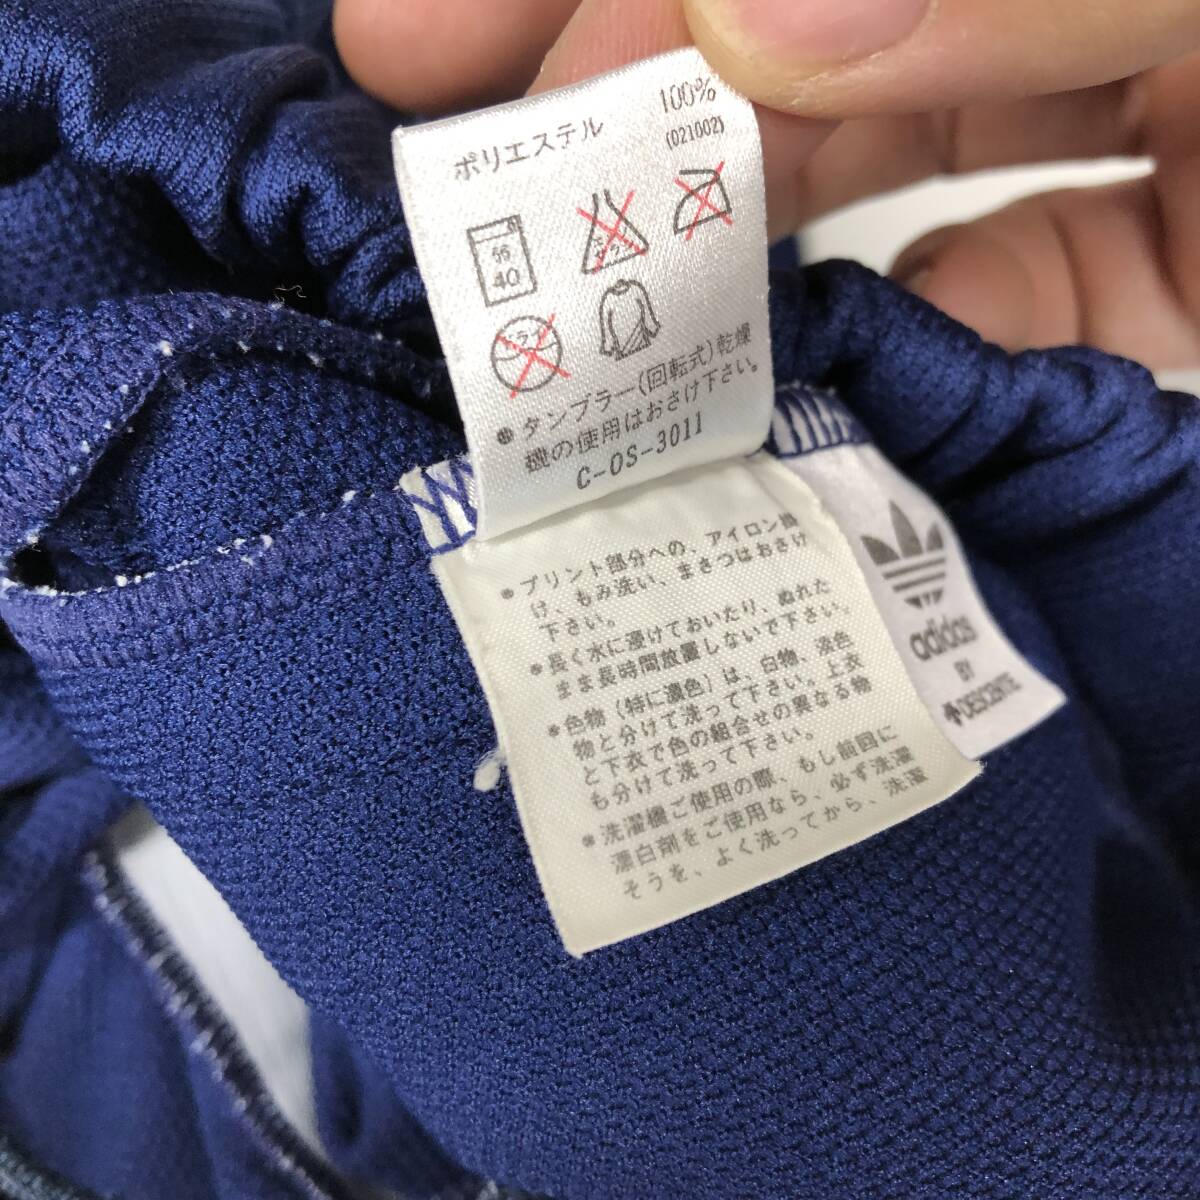 ポリエステル 100%
(021002)
弱
40
ドライ
●タンブラー(回転式)乾燥
機の使用はおさけ下さい。
C-OS-3011
●プリント部分への、アイロン掛
け、もみ洗い、まさつはおさけ
下さい。
●長く水に漬けておいたり、ぬれた
まま長時間放置しないで下さい。
●色物(特に濃色)は、白物、淡色
物と分けて洗って下さい。上衣
と下衣で色の組合せの異なる物
も分けて洗って下さい。
●洗濯機ご使用の際、もし前回に
漂白剤をご使用なら、必ず洗濯
そうを、よく洗ってから、洗濯
adidas
BY
DESCENTE